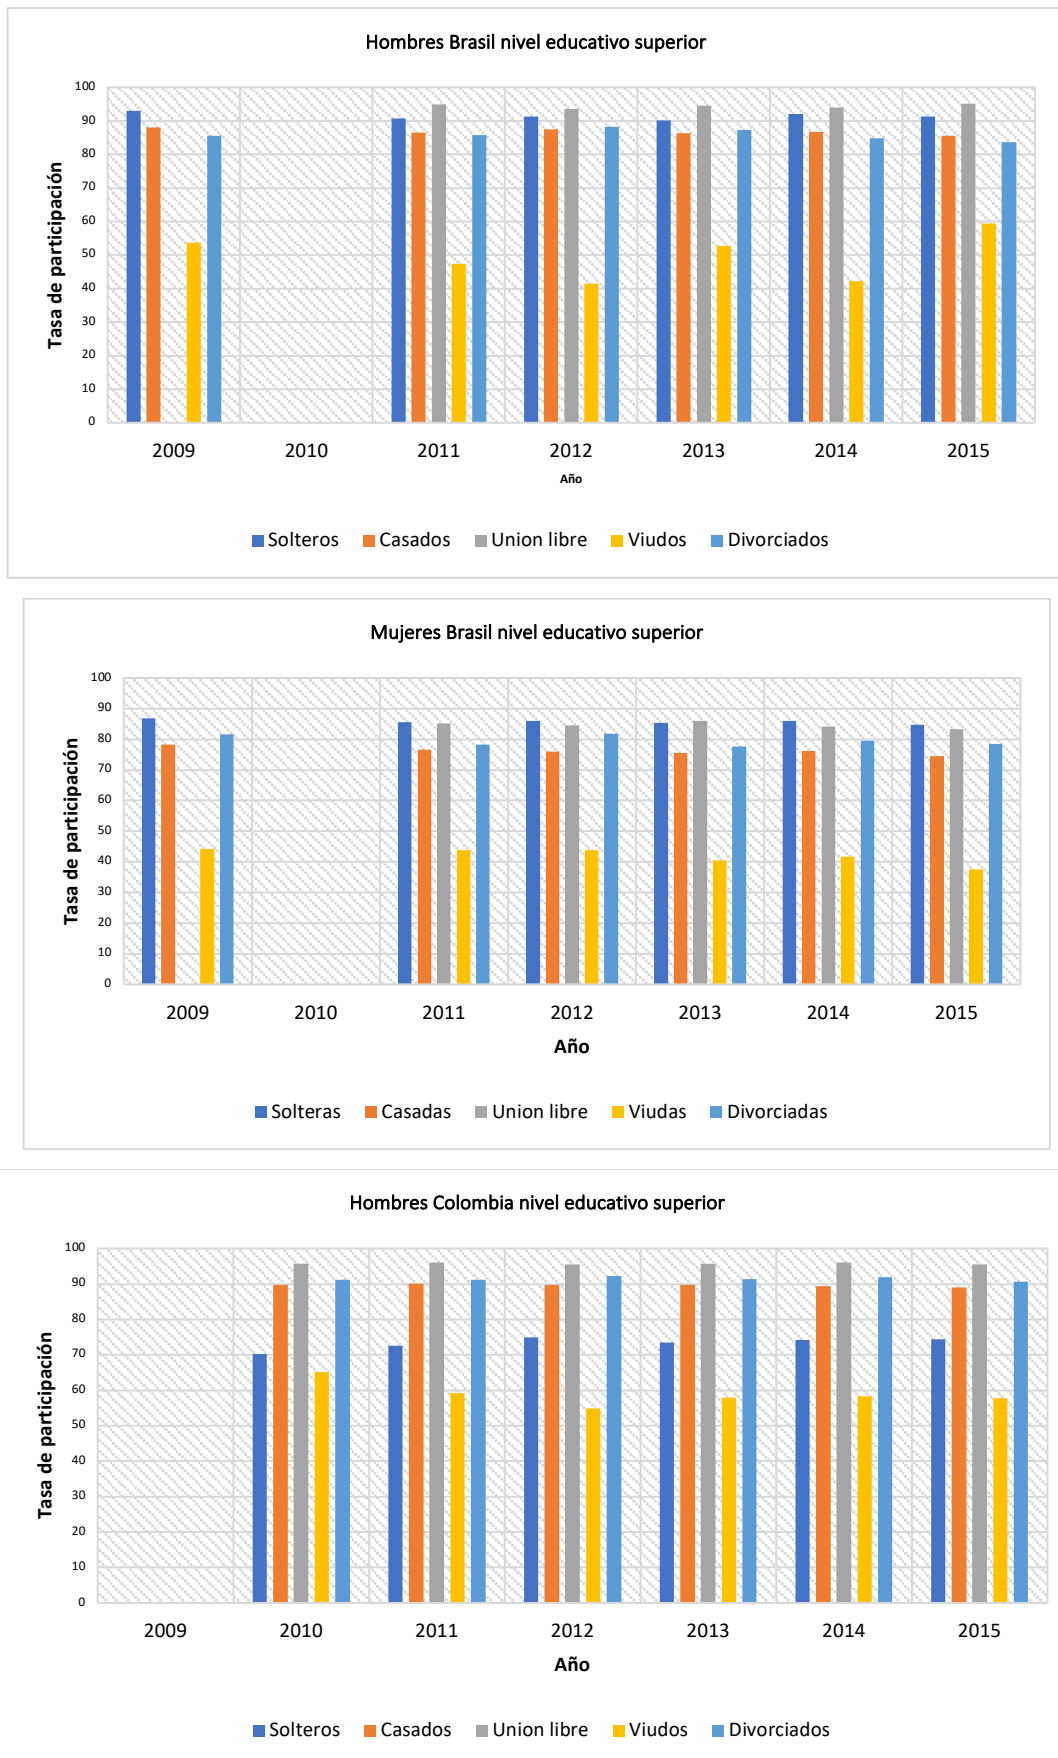 Hombres Brasil nivel educativo superior
100
90
80
70
60
50
40
30
20
10
0
Tasa de participación
2009 2010 2011 2012 2013 2014 2015
Año
Solteros Casados Union libre Viudos Divorciados
Mujeres Brasil nivel educativo superior
100
90
80
70
60
50
40
30
20
10
0
Tasa de participación
2009 2010 2011 2012 2013 2014 2015
Año
Solteras Casadas Union libre Viudas Divorciadas
Hombres Colombia nivel educativo superior
100
90
80
70
60
50
40
30
20
10
0
Tasa de participación
2009 2010 2011 2012 2013 2014 2015
Año
Solteros Casados Union libre Viudos Divorciados